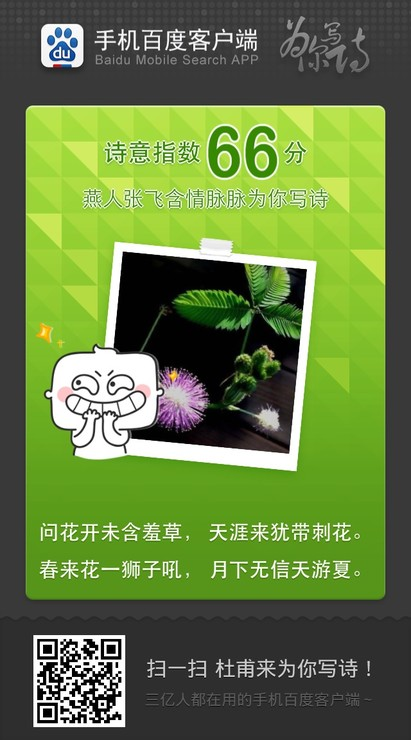 手机百度客户端
Baidu Mobile Search APP
为你写诗
du
诗意指数66分
燕人张飞含情脉脉为你写诗
问花开未含羞草，天涯来犹带刺花。
春来花一狮子吼，月下无信天游夏。
扫一扫 杜甫来为你写诗！
三亿人都在用的手机百度客户端~